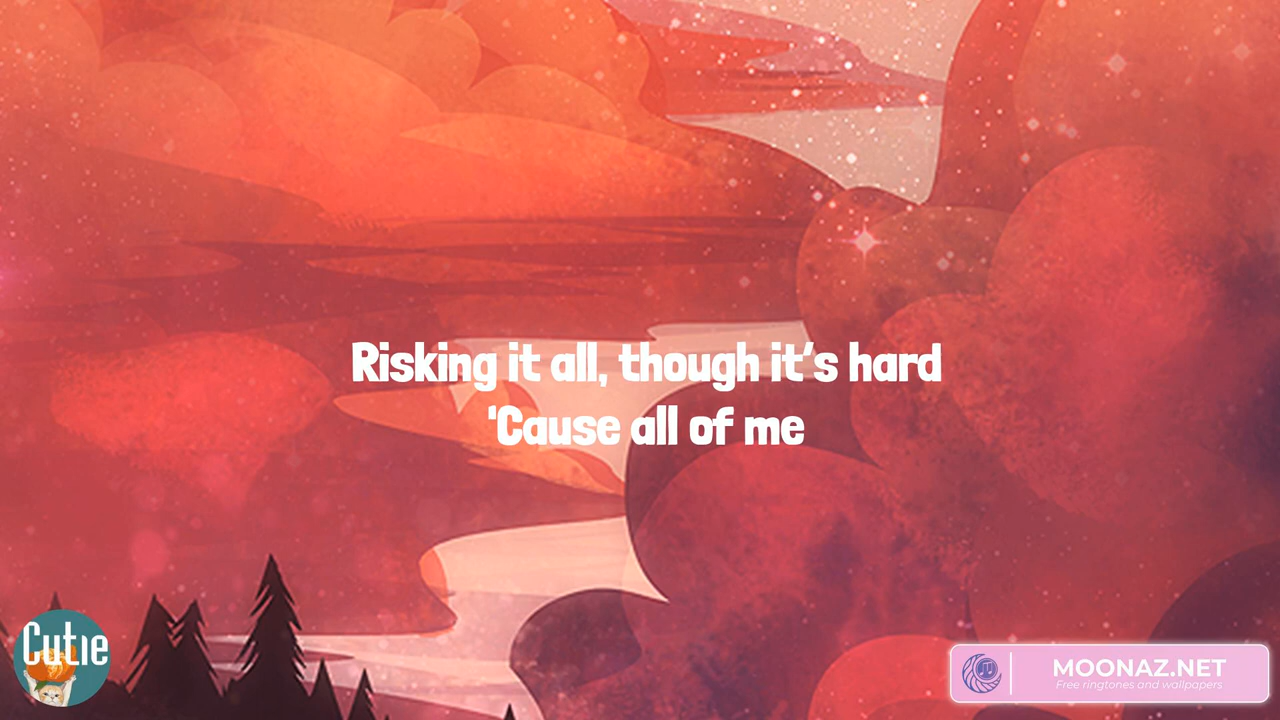 Risking it all, though it's hard
'Cause all of me
Cutie
MOONAZ.NET
Free ringtones and wallpapers